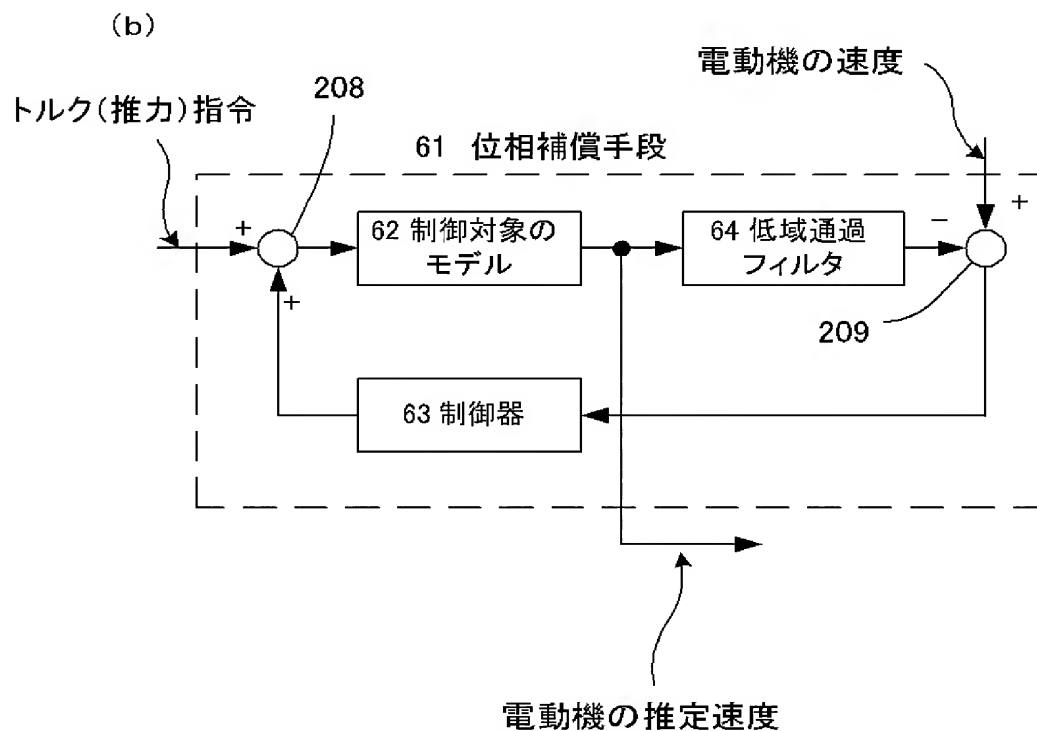 (b)
電動機の速度
トルク(推力)指令
208
61 位相補償手段
+
+
−
62 制御対象の
モデル
64 低域通過
フィルタ
+
209
63 制御器
電動機の推定速度